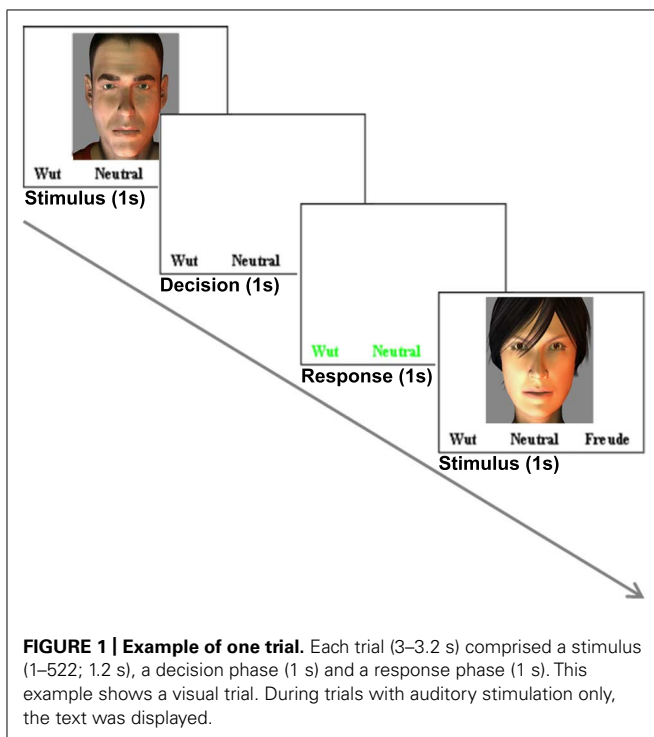 Wut Neutral
Stimulus (1s)
Wut Neutral
Decision (1s)
Wut Neutral
Response (1s)
Wut Neutral Freude
Stimulus (1s)
FIGURE 1 | Example of one trial. Each trial (3–3.2 s) comprised a stimulus
(1–522; 1.2 s), a decision phase (1 s) and a response phase (1 s). This
example shows a visual trial. During trials with auditory stimulation only,
the text was displayed.